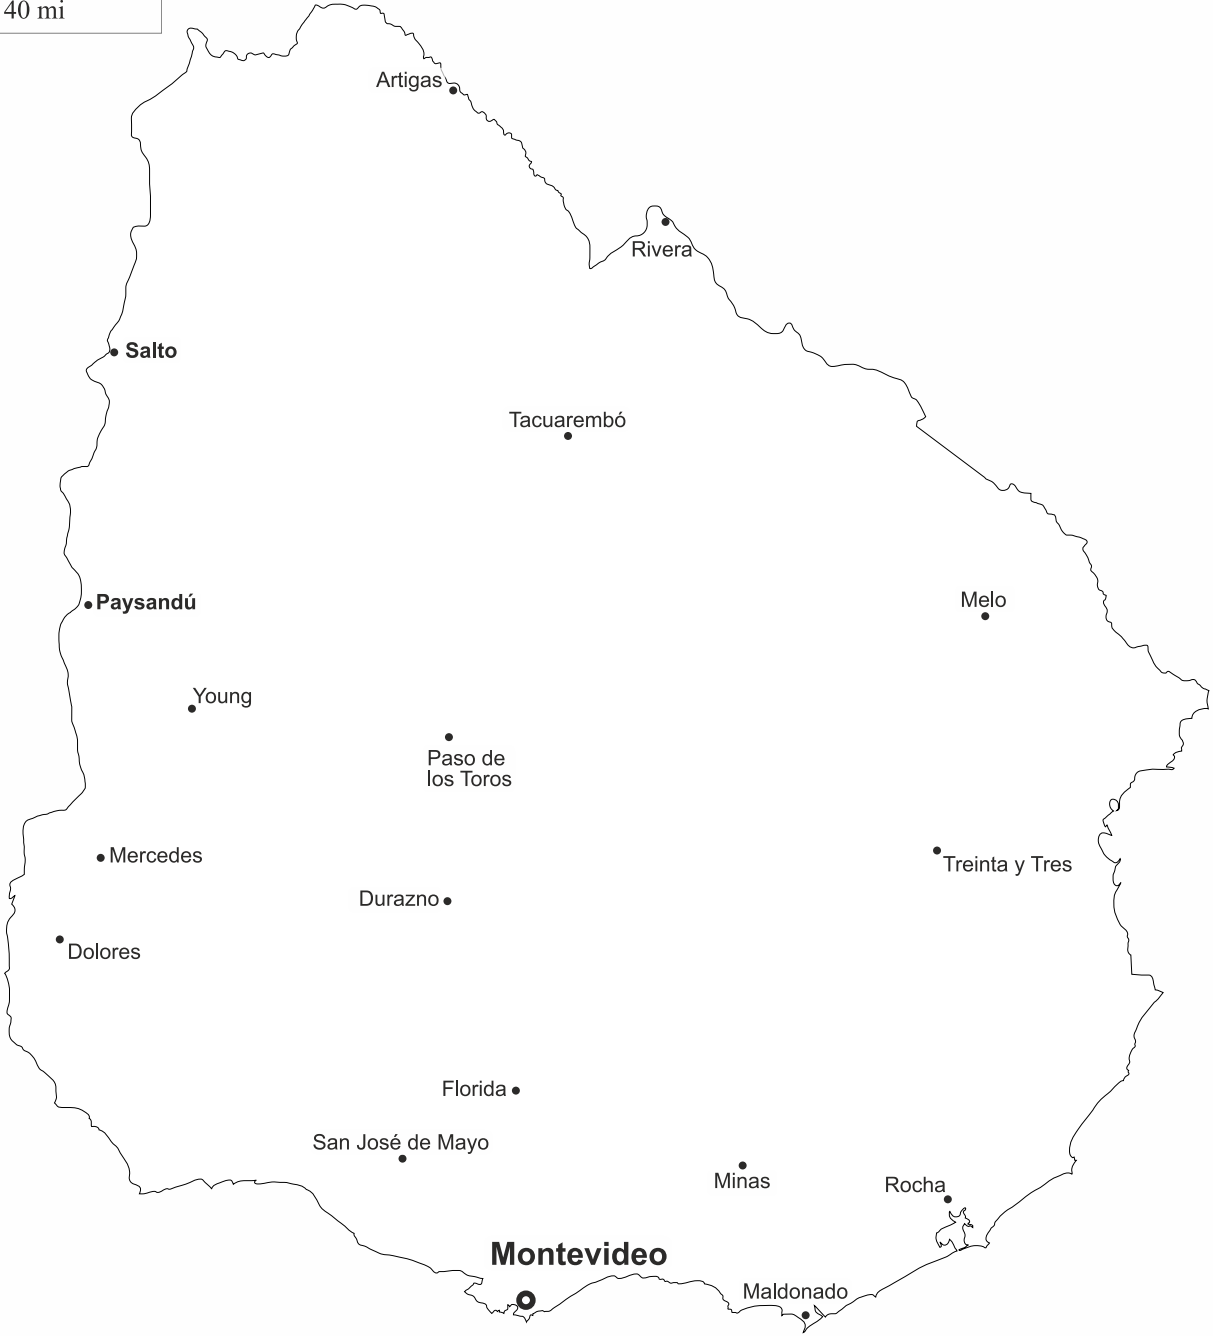 40 mi
Artigas
Rivera
Salto
Tacuarembó
Paysandú
Melo
Young
Paso de
los Toros
Mercedes
Treinta y Tres
Durazno
Dolores
Florida
San José de Mayo
Minas
Rocha
Montevideo
Maldonado